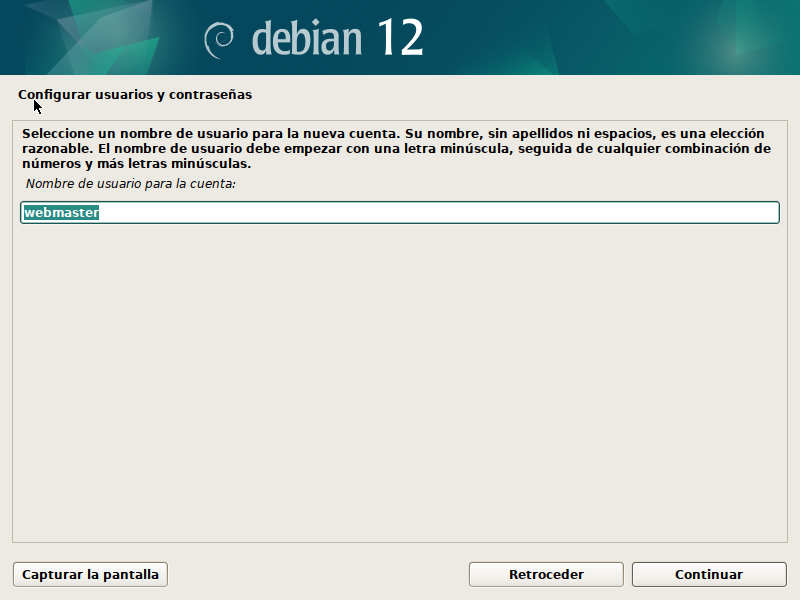 debian 12
Configurar usuarios y contraseñas
Seleccione un nombre de usuario para la nueva cuenta. Su nombre, sin apellidos ni espacios, es una elección
razonable. El nombre de usuario debe empezar con una letra minúscula, seguida de cualquier combinación de
números y más letras minúsculas.
Nombre de usuario para la cuenta:
webmaster
Capturar la pantalla
Retroceder
Continuar